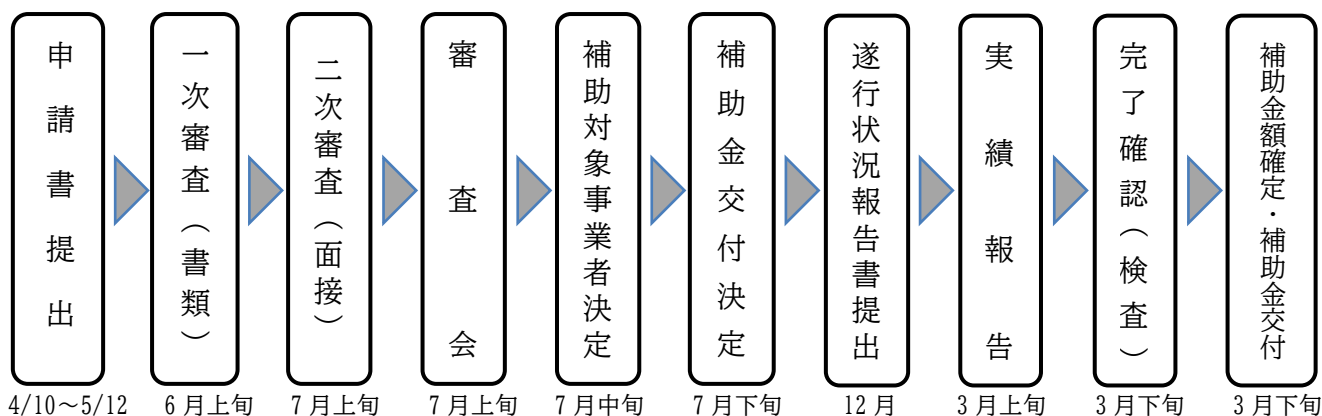 申請書提出
一次審査（書類）
二次審査（面接）
審査会
補助対象事業者決定
補助金交付決定
遂行状況報告書提出
実績報告
完了確認（検査）
補助金額確定・補助金交付
4/10～5/12
6月上旬
7月上旬
7月上旬
7月中旬
7月下旬
12月
3月上旬
3月下旬
3月下旬